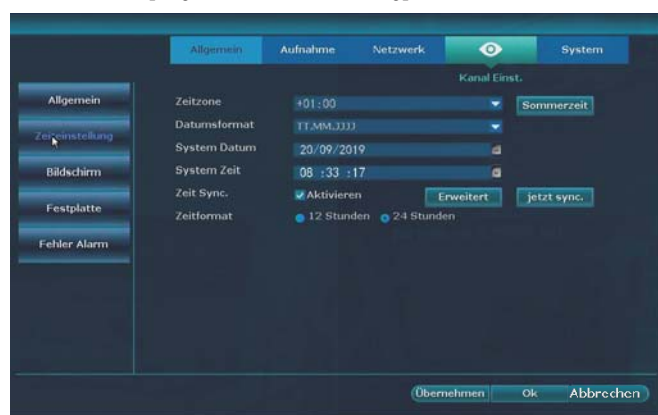 Allgemein Aufnahme Netzwerk System
Kanal Einst.
Allgemein
Zeiteinstellung
Bildschirm
Festplatte
Fehler Alarm
Zeitzone +01:00 Sommerzeit
Datumsformat TT.MM.JJJJ
System Datum 20/09/2019
System Zeit 08 :33 :17
Zeit Sync. Aktivieren Erweitert jetzt sync.
Zeitformat 12 Stunden 24 Stunden
Übernehmen Ok Abbrechen